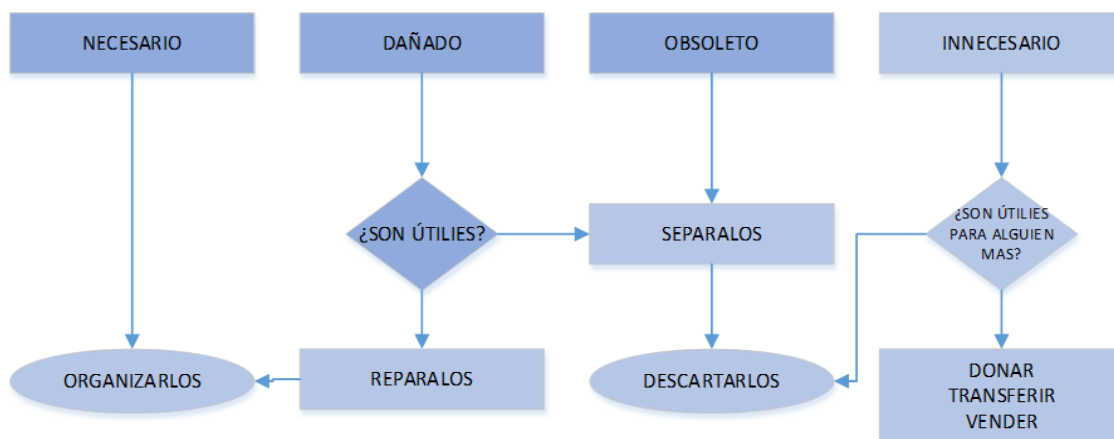 NECESARIO
DAÑADO
OBSOLETO
INNECESARIO
¿SON ÚTILIES?
SEPARALOS
¿SON ÚTILIES
PARA ALGUIEN
MAS?
ORGANIZARLOS
REPARALOS
DESCARTARLOS
DONAR
TRANSFERIR
VENDER